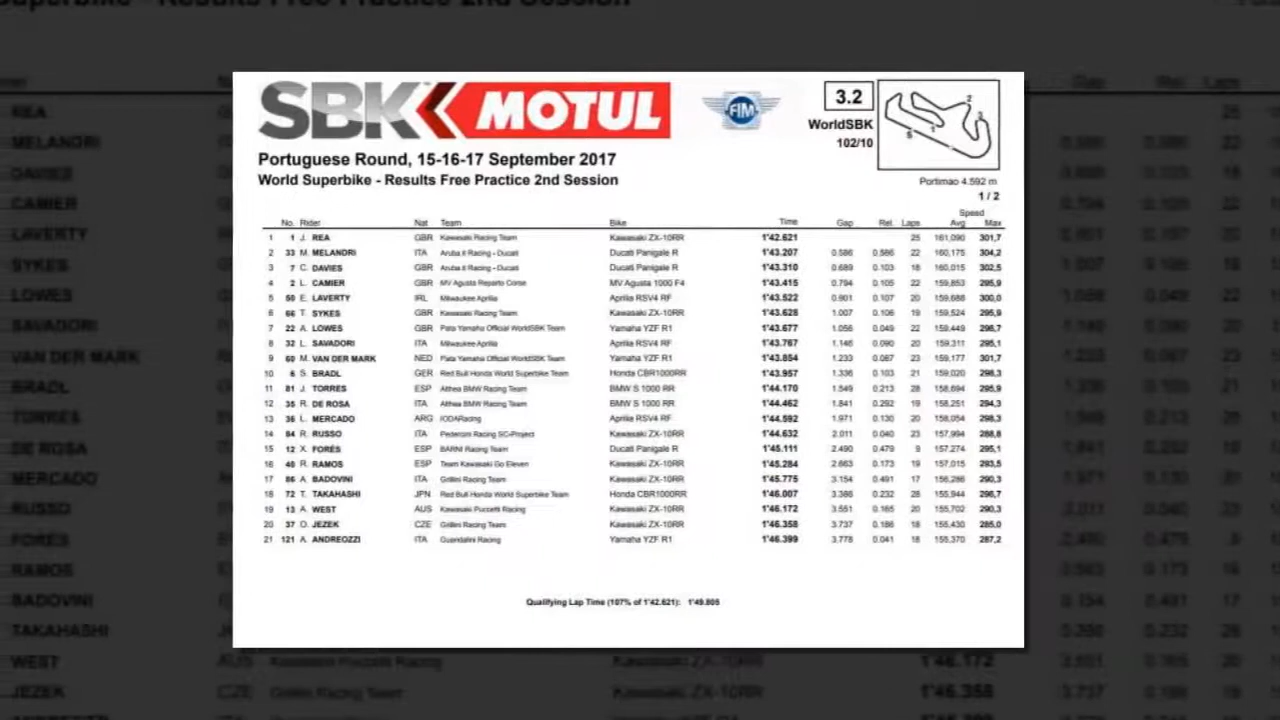 Superbike - Results Free Practice 2nd Session
SBK MOTUL
FIM
3.2
WorldSBK
102/10
Portuguese Round, 15-16-17 September 2017
World Superbike - Results Free Practice 2nd Session
Portimao 4.592 m
1 / 2
Speed
No. Rider Nat Team Bike Time Gap Rel. Laps Avg Max
1 1 J. REA GBR Kawasaki Racing Team Kawasaki ZX-10RR 1'42.621 25 161,090 301,7
2 33 M. MELANDRI ITA Aruba.it Racing - Ducati Ducati Panigale R 1'43.207 0.586 0.586 22 160,175 304,2
3 7 C. DAVIES GBR Aruba.it Racing - Ducati Ducati Panigale R 1'43.310 0.689 0.103 18 160,015 302,5
4 2 L. CAMIER GBR MV Agusta Reparto Corse MV Agusta 1000 F4 1'43.415 0.794 0.105 22 159,853 295,9
5 50 E. LAVERTY IRL Milwaukee Aprilia Aprilia RSV4 RF 1'43.522 0.901 0.107 20 159,688 300,0
6 66 T. SYKES GBR Kawasaki Racing Team Kawasaki ZX-10RR 1'43.628 1.007 0.106 19 159,524 295,9
7 22 A. LOWES GBR Pata Yamaha Official WorldSBK Team Yamaha YZF R1 1'43.677 1.056 0.049 22 159,449 296,7
8 32 L. SAVADORI ITA Milwaukee Aprilia Aprilia RSV4 RF 1'43.767 1.146 0.090 20 159,311 295,1
9 60 M. VAN DER MARK NED Pata Yamaha Official WorldSBK Team Yamaha YZF R1 1'43.854 1.233 0.087 23 159,177 301,7
10 6 S. BRADL GER Red Bull Honda World Superbike Team Honda CBR1000RR 1'43.957 1.336 0.103 21 159,020 298,3
11 81 J. TORRES ESP Althea BMW Racing Team BMW S 1000 RR 1'44.170 1.549 0.213 28 158,694 295,9
12 35 R. DE ROSA ITA Althea BMW Racing Team BMW S 1000 RR 1'44.462 1.841 0.292 19 158,251 294,3
13 36 L. MERCADO ARG IODARacing Aprilia RSV4 RF 1'44.592 1.971 0.130 20 158,054 298,3
14 84 R. RUSSO ITA Pedercini Racing SC-Project Kawasaki ZX-10RR 1'44.632 2.011 0.040 23 157,994 288,8
15 12 X. FORÉS ESP BARNI Racing Team Ducati Panigale R 1'45.111 2.490 0.479 9 157,274 295,1
16 40 R. RAMOS ESP Team Kawasaki Go Eleven Kawasaki ZX-10RR 1'45.284 2.663 0.173 19 157,015 293,5
17 86 A. BADOVINI ITA Grillini Racing Team Kawasaki ZX-10RR 1'45.775 3.154 0.491 17 156,286 290,3
18 72 T. TAKAHASHI JPN Red Bull Honda World Superbike Team Honda CBR1000RR 1'46.007 3.386 0.232 28 155,944 296,7
19 13 A. WEST AUS Kawasaki Puccetti Racing Kawasaki ZX-10RR 1'46.172 3.551 0.165 20 155,702 290,3
20 37 O. JEZEK CZE Grillini Racing Team Kawasaki ZX-10RR 1'46.358 3.737 0.186 18 155,430 285,0
21 121 A. ANDREOZZI ITA Guandalini Racing Yamaha YZF R1 1'46.399 3.778 0.041 18 155,370 287,2
Qualifying Lap Time (107% of 1'42.621): 1'49.805